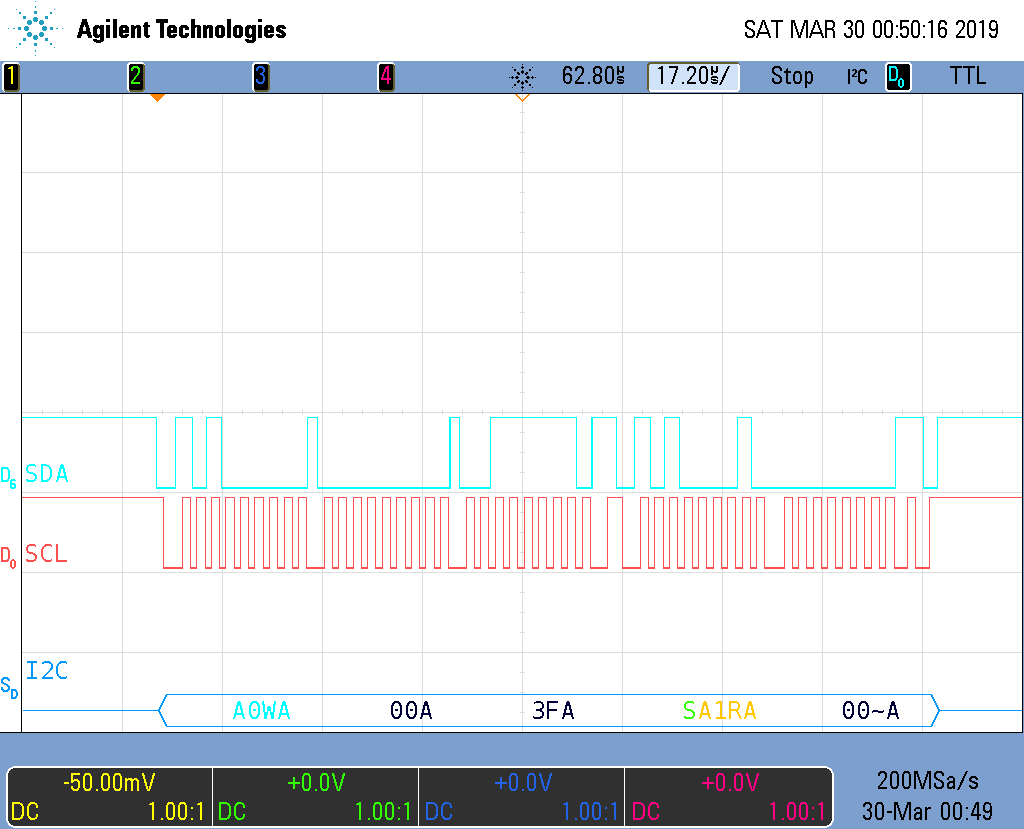 Agilent Technologies SAT MAR 30 00:50:16 2019
1 2 3 4 62.80µs 17.20µs/ Stop I²C D0 TTL
D6 SDA
D0 SCL
I2C
SD
A0WA 00A 3FA SA1RA 00~A
-50.00mV +0.0V +0.0V +0.0V 200MSa/s
DC 1.00:1 DC 1.00:1 DC 1.00:1 DC 1.00:1 30-Mar 00:49